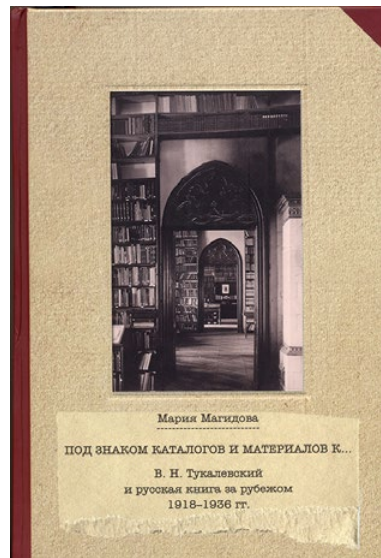 Мария Магидова
ПОД ЗНАКОМ КАТАЛОГОВ И МАТЕРИАЛОВ К...
В. Н. Тукалевский
и русская книга за рубежом
1918–1936 гг.